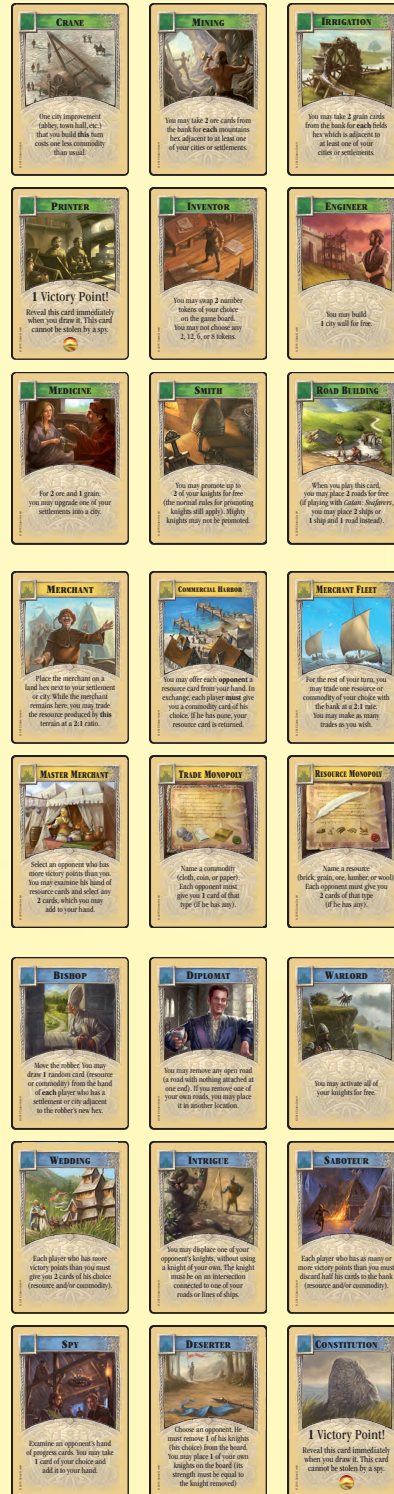 CRANE
One city improvement
(abbey, town hall, etc.)
that you build this turn
costs one less commodity
than usual.
MINING
You may take 2 ore cards from
the bank for each mountains
hex adjacent to at least one
of your cities or settlements.
IRRIGATION
You may take 2 grain cards
from the bank for each fields
hex which is adjacent to
at least one of your
cities or settlements.
PRINTER
1 Victory Point!
Reveal this card immediately
when you draw it. This card
cannot be stolen by a spy.
INVENTOR
You may swap 2 number
tokens of your choice
on the game board.
You may not choose any
2, 12, 6, or 8 tokens.
ENGINEER
You may build
1 city wall for free.
MEDICINE
For 2 ore and 1 grain,
you may upgrade one of your
settlements into a city.
SMITH
You may promote up to
2 of your knights for free
(the normal rules for promoting
knights still apply). Mighty
knights may not be promoted.
ROAD BUILDING
When you play this card,
you may place 2 roads for free
(if playing with Catan: Seafarers,
you may place 2 ships or
1 ship and 1 road instead).
MERCHANT
Place the merchant on a
land hex next to your settlement
or city. While the merchant
remains here, you may trade
the resource produced by this
terrain at a 2:1 ratio.
COMMERCIAL HARBOR
You may offer each opponent a
resource card from your hand. In
exchange, each player must give
you a commodity card of his
choice. If he has none, your
resource card is returned.
MERCHANT FLEET
For the rest of your turn, you
may trade one resource or
commodity of your choice with
the bank at a 2:1 rate.
You may make as many
trades as you wish.
MASTER MERCHANT
Select an opponent who has
more victory points than you.
You may examine his hand of
resource cards and select any
2 cards, which you may
add to your hand.
TRADE MONOPOLY
Name a commodity
(cloth, coin, or paper).
Each opponent must
give you 1 card of that
type (if he has any).
RESOURCE MONOPOLY
Name a resource
(brick, grain, ore, lumber, or wool).
Each opponent must give you
2 cards of that type
(if he has any).
BISHOP
Move the robber. You may
draw 1 random card (resource
or commodity) from the hand
of each player who has a
settlement or city adjacent
to the robber's new hex.
DIPLOMAT
You may remove any open road
(a road with nothing attached at
one end). If you remove one of
your own roads, you may place
it in another location.
WARLORD
You may activate all of
your knights for free.
WEDDING
Each player who has more
victory points than you must
give you 2 cards of his choice
(resource and/or commodity).
INTRIGUE
You may displace one of your
opponent's knights, without using
a knight of your own. The knight
must be on an intersection
connected to one of your
roads or lines of ships.
SABOTEUR
Each player who has as many or
more victory points than you must
discard half his cards to the bank
(resource and/or commodity).
SPY
Examine an opponent's hand
of progress cards. You may take
1 card of your choice and
add it to your hand.
DESERTER
Choose an opponent. He
must remove 1 of his knights
(his choice) from the board.
You may place 1 of your own
knights on the board (its
strength must be equal to
the knight removed)
CONSTITUTION
1 Victory Point!
Reveal this card immediately
when you draw it. This card
cannot be stolen by a spy.